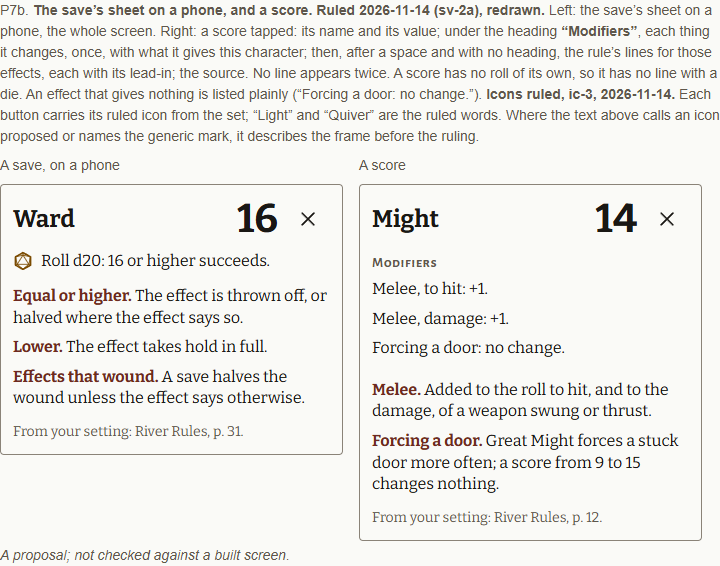 P7b. The save’s sheet on a phone, and a score. Ruled 2026-11-14 (sv-2a), redrawn. Left: the save’s sheet on a
phone, the whole screen. Right: a score tapped: its name and its value; under the heading “Modifiers”, each thing
it changes, once, with what it gives this character; then, after a space and with no heading, the rule’s lines for those
effects, each with its lead-in; the source. No line appears twice. A score has no roll of its own, so it has no line with a
die. An effect that gives nothing is listed plainly (“Forcing a door: no change.”). Icons ruled, ic-3, 2026-11-14. Each
button carries its ruled icon from the set; “Light” and “Quiver” are the ruled words. Where the text above calls an icon
proposed or names the generic mark, it describes the frame before the ruling.
A save, on a phone
Ward 16 ×
Roll d20: 16 or higher succeeds.
Equal or higher. The effect is thrown off, or
halved where the effect says so.
Lower. The effect takes hold in full.
Effects that wound. A save halves the
wound unless the effect says otherwise.
From your setting: River Rules, p. 31.
A score
Might 14 ×
Modifiers
Melee, to hit: +1.
Melee, damage: +1.
Forcing a door: no change.
Melee. Added to the roll to hit, and to the
damage, of a weapon swung or thrust.
Forcing a door. Great Might forces a stuck
door more often; a score from 9 to 15
changes nothing.
From your setting: River Rules, p. 12.
A proposal; not checked against a built screen.